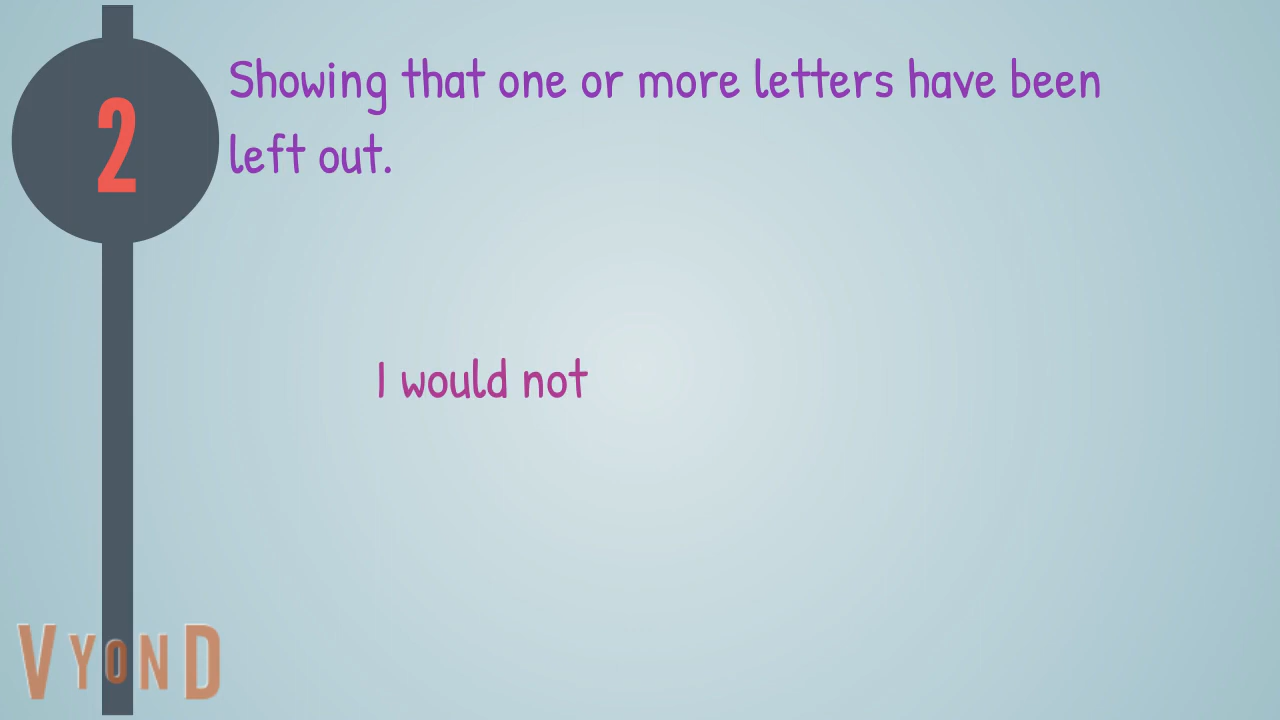 2
Showing that one or more letters have been
left out.
I would not
VYOND